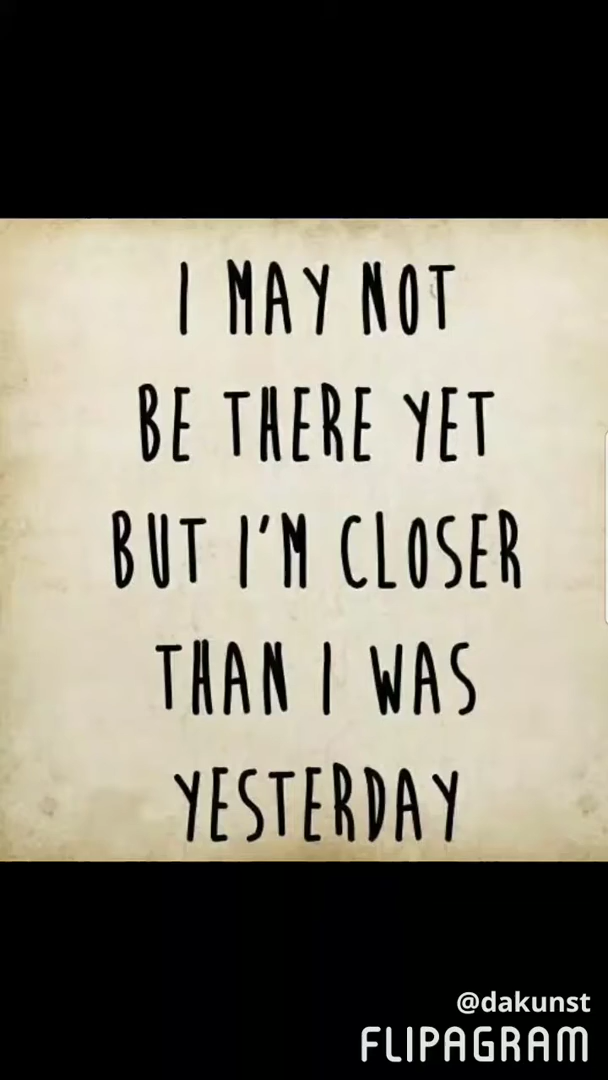 I MAY NOT
BE THERE YET
BUT I'M CLOSER
THAN I WAS
YESTERDAY
@dakunst
FLIPAGRAM